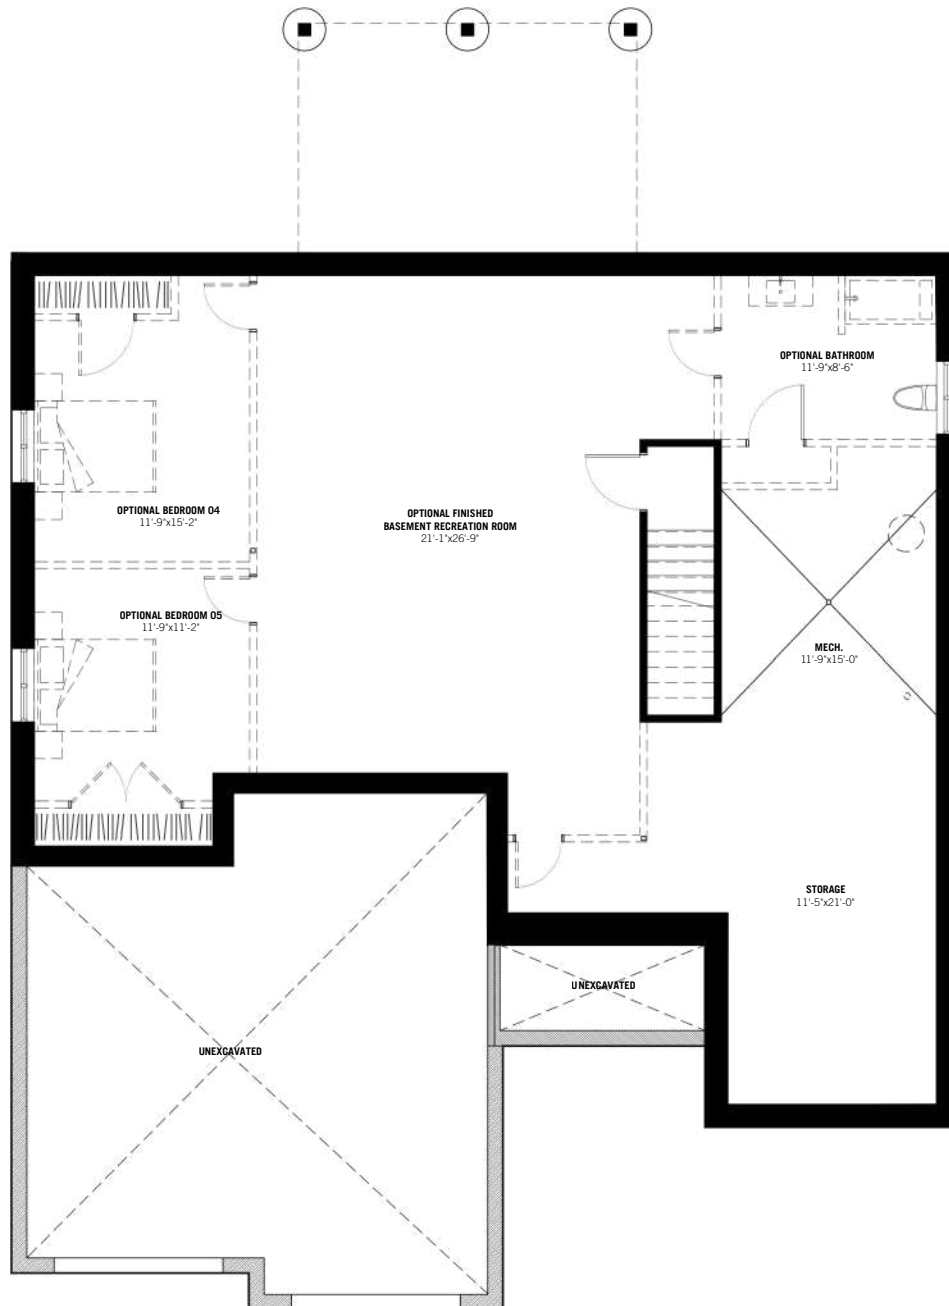 OPTIONAL BATHROOM
11'-9"x8'-6"
OPTIONAL BEDROOM 04
11'-9"x15'-2"
OPTIONAL FINISHED
BASEMENT RECREATION ROOM
21'-1"x26'-9"
OPTIONAL BEDROOM 05
11'-9"x11'-2"
MECH.
11'-9"x15'-0"
STORAGE
11'-5"x21'-0"
UNEXCAVATED
UNEXCAVATED